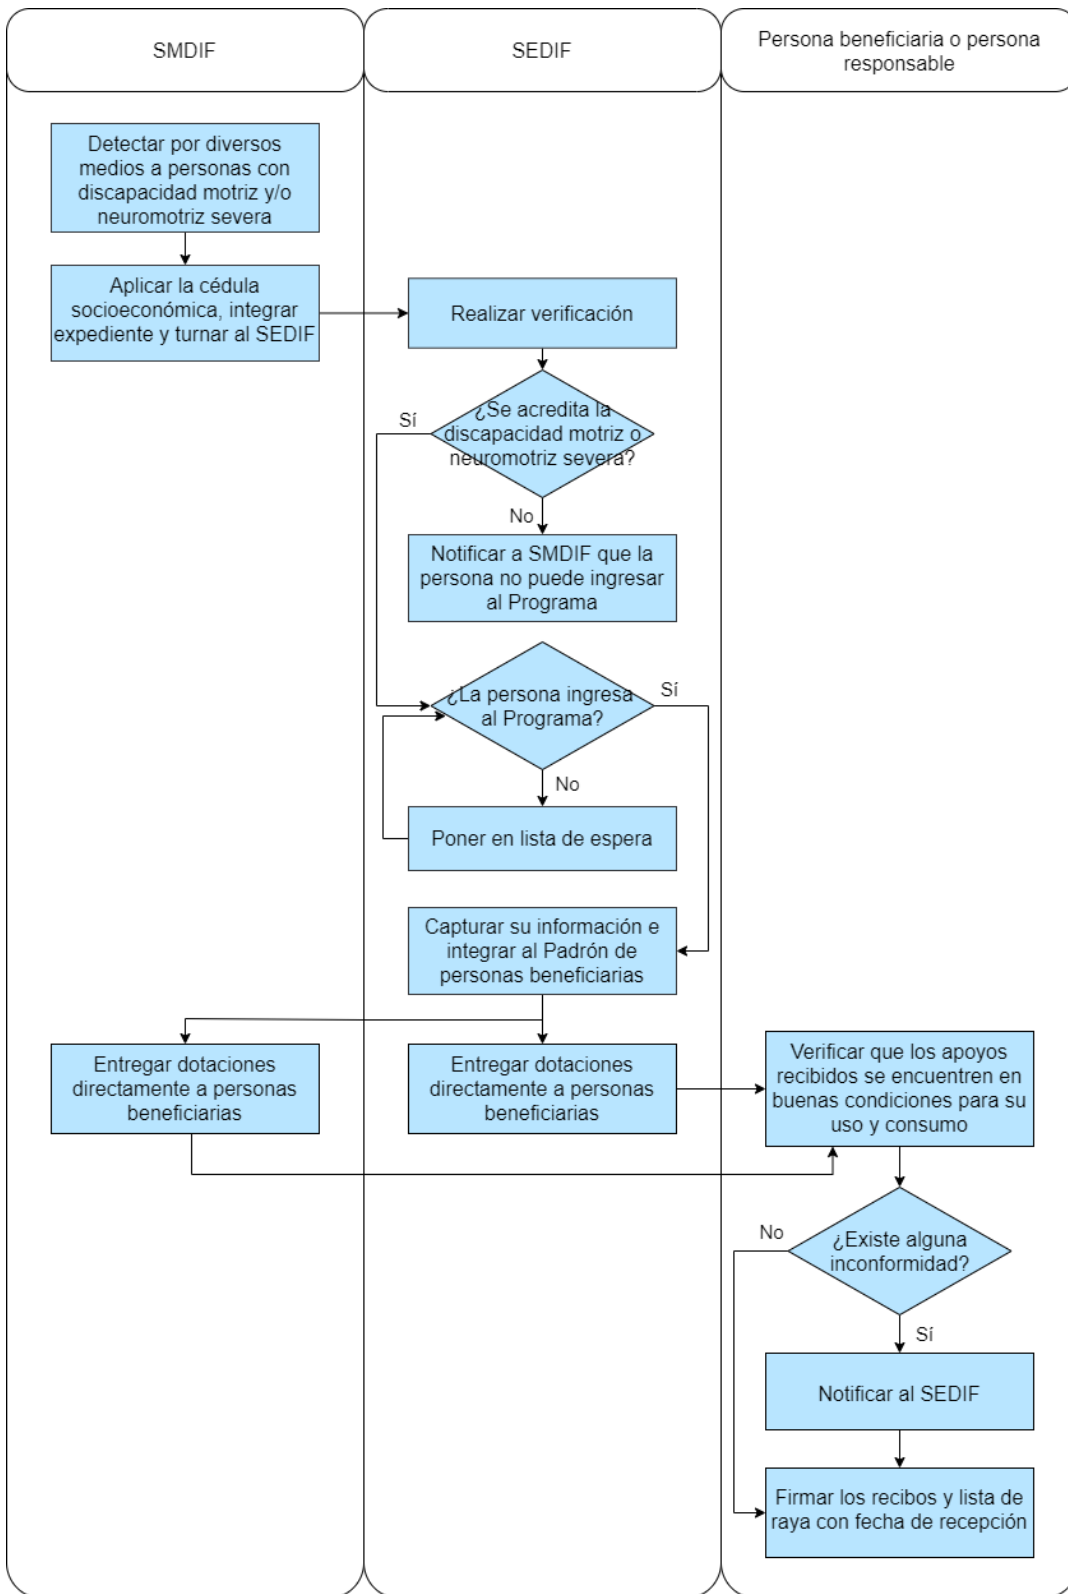 SMDIF
SEDIF
Persona beneficiaria o persona
responsable
Detectar por diversos
medios a personas con
discapacidad motriz y/o
neuromotriz severa
Aplicar la cédula
socioeconómica, integrar
expediente y turnar al SEDIF
Realizar verificación
¿Se acredita la
discapacidad motriz o
neuromotriz severa?
Sí
No
Notificar a SMDIF que la
persona no puede ingresar
al Programa
¿La persona ingresa
al Programa?
Sí
No
Poner en lista de espera
Capturar su información e
integrar al Padrón de
personas beneficiarias
Entregar dotaciones
directamente a personas
beneficiarias
Entregar dotaciones
directamente a personas
beneficiarias
Verificar que los apoyos
recibidos se encuentren en
buenas condiciones para su
uso y consumo
¿Existe alguna
inconformidad?
No
Sí
Notificar al SEDIF
Firmar los recibos y lista de
raya con fecha de recepción